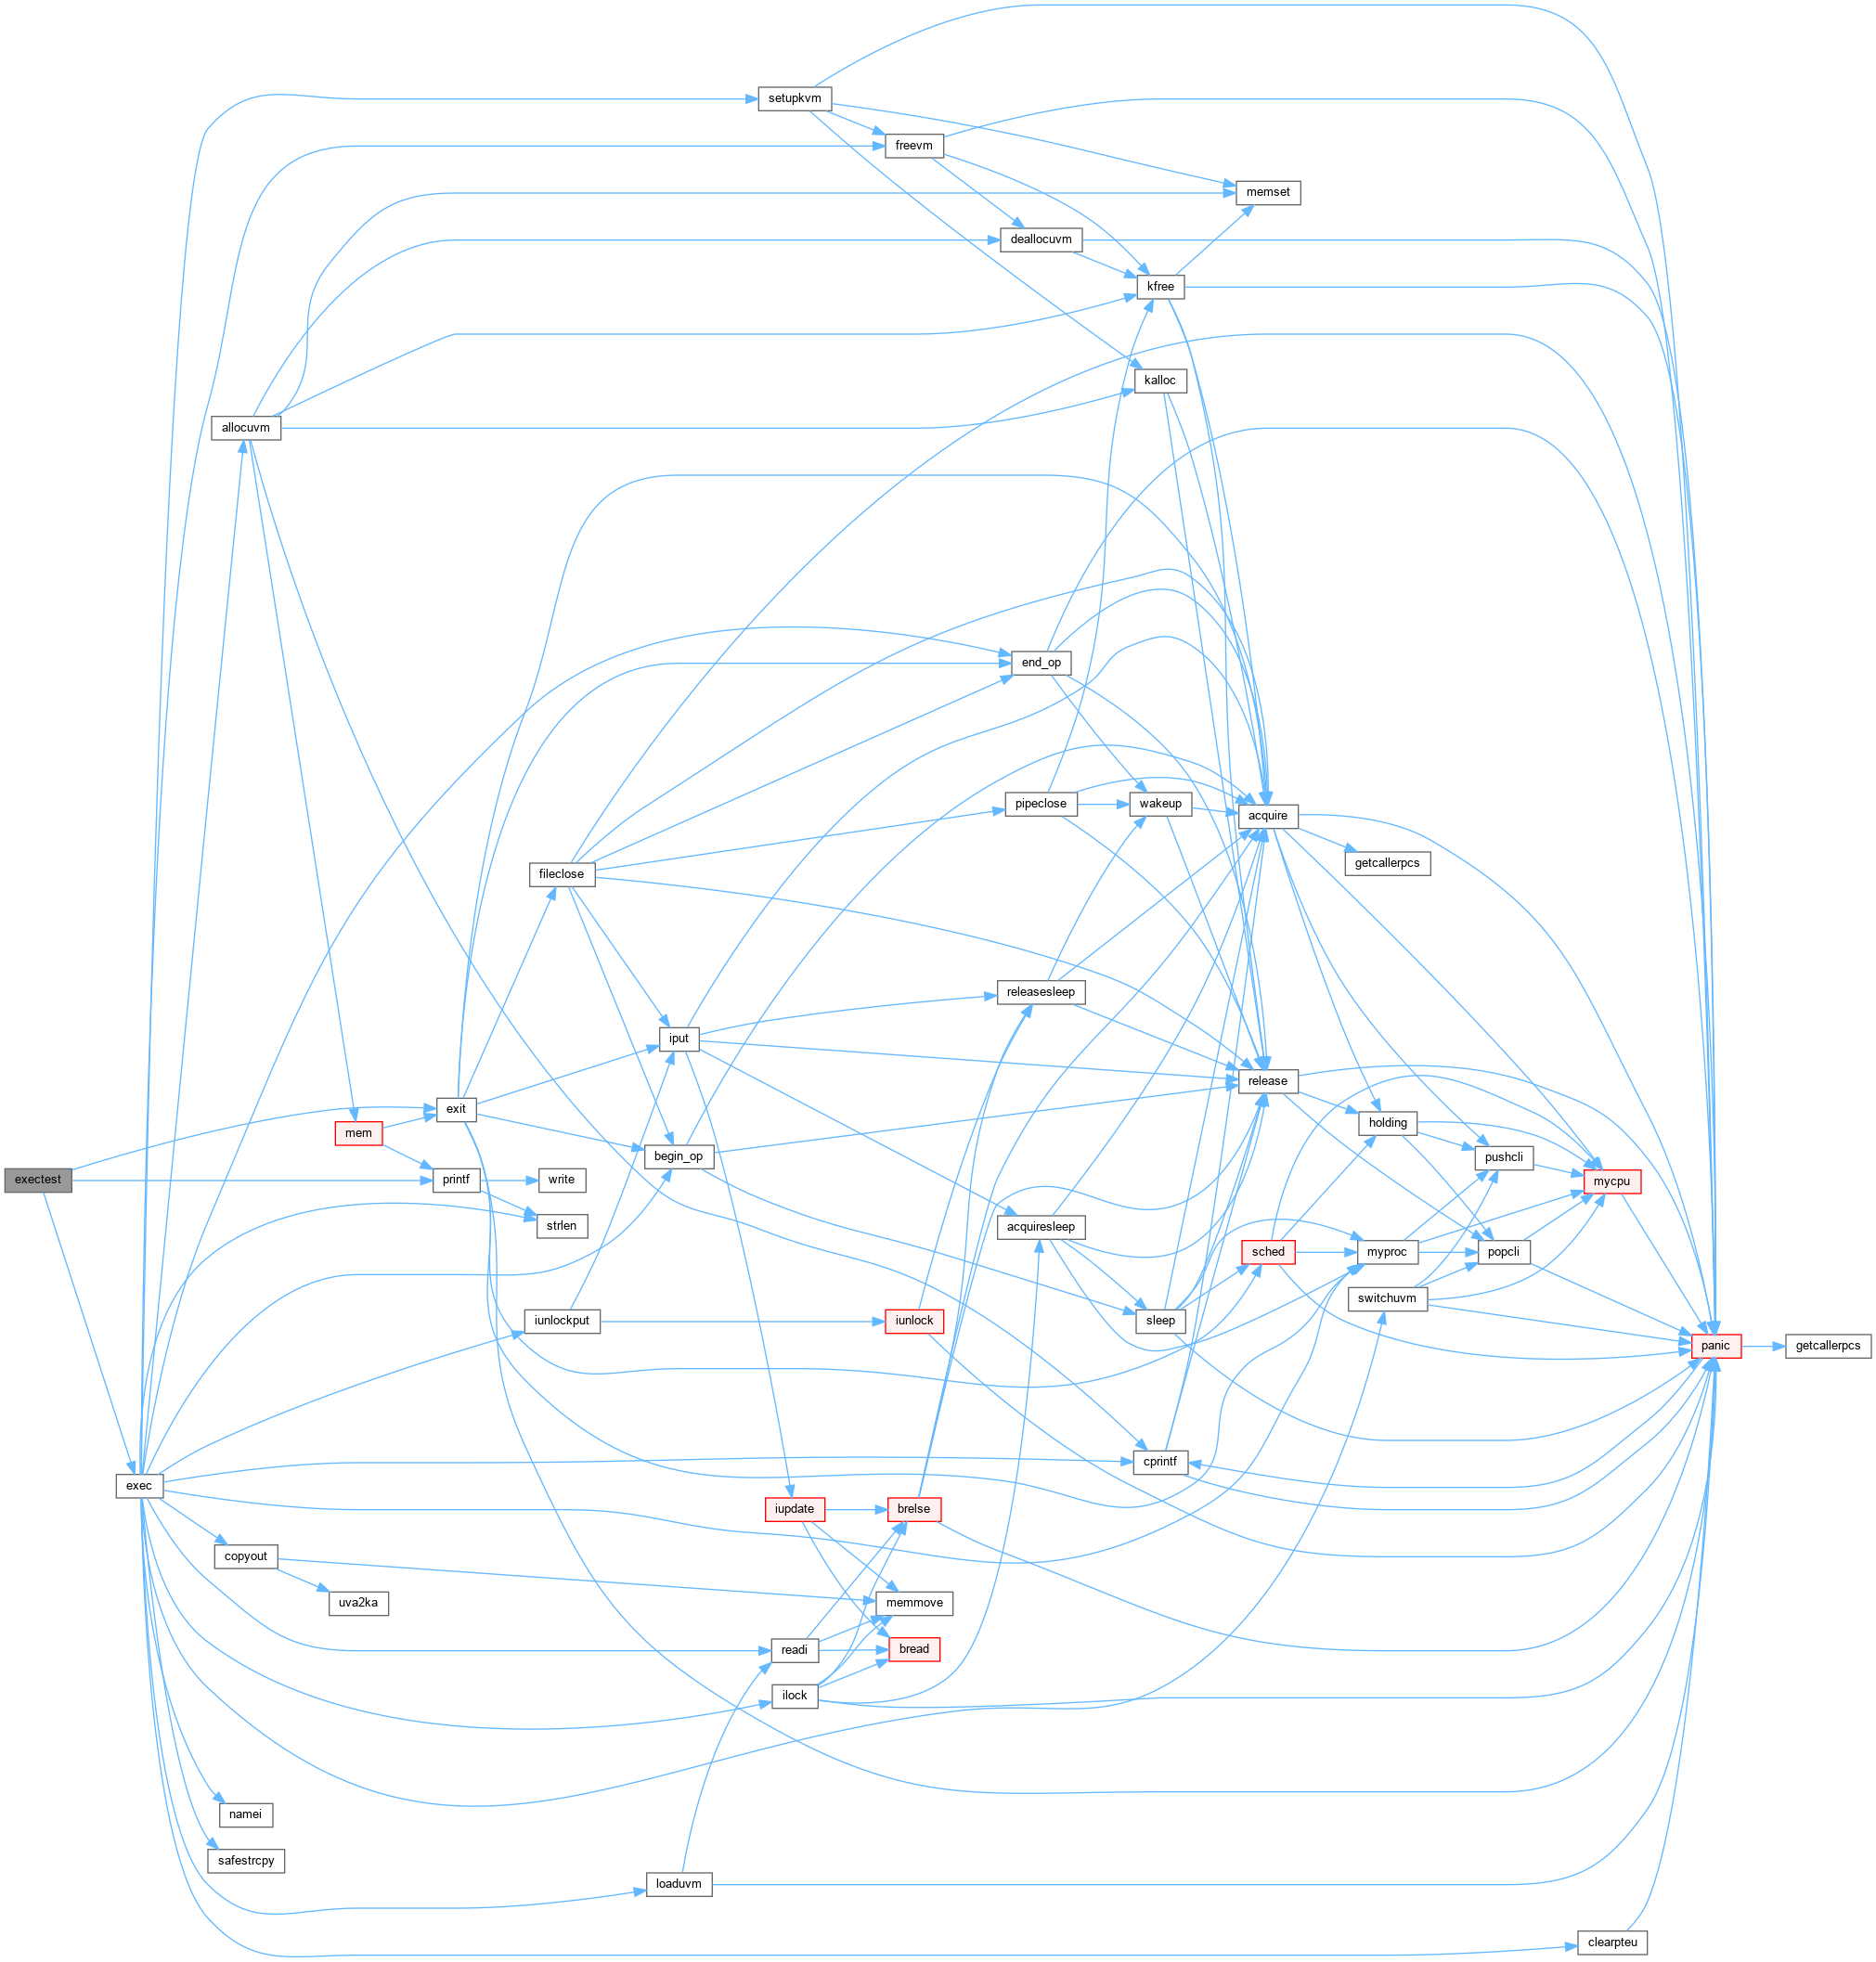 setupkvm
freevm
memset
deallocuvm
kfree
kalloc
allocuvm
end_op
pipeclose
wakeup
acquire
getcallerpcs
fileclose
releasesleep
iput
release
exit
holding
mem
begin_op
pushcli
exectest
printf
write
mycpu
strlen
acquiresleep
sched
myproc
popcli
switchuvm
iunlockput
iunlock
sleep
panic
getcallerpcs
cprintf
exec
iupdate
brelse
copyout
uva2ka
memmove
readi
bread
ilock
namei
safestrcpy
loaduvm
clearpteu